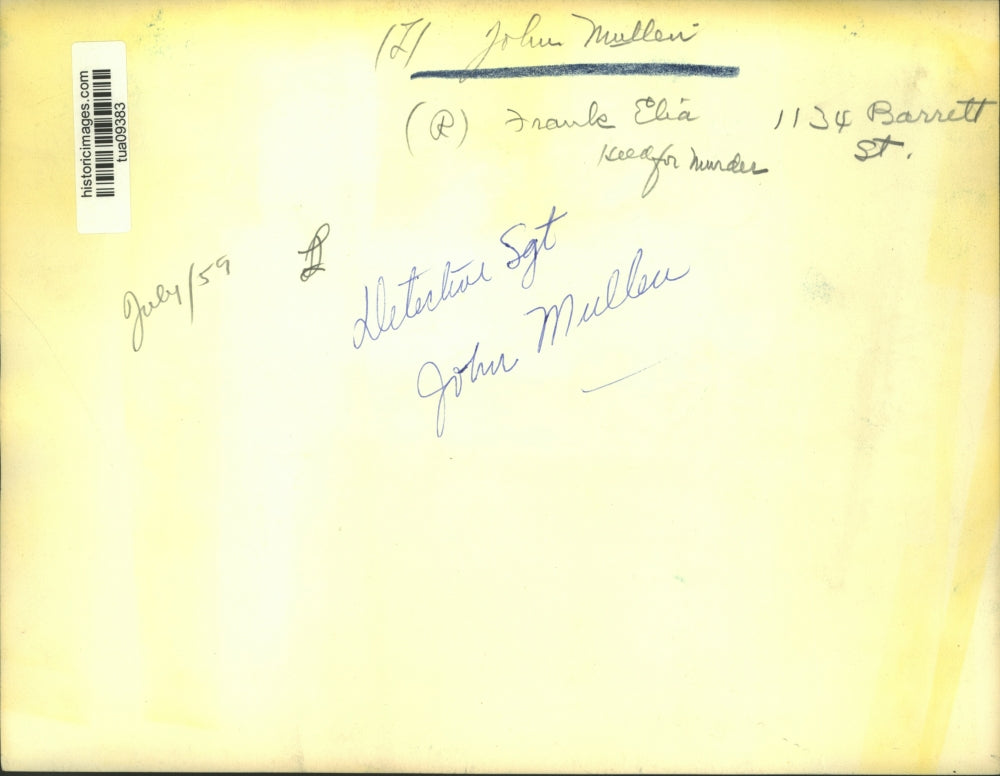 (L) John Mullen
(R) Frank Elia 1134 Barrett
Held for Murder St.
historicimages.com
tua09383
July/59
Detective Sgt
John Mullen